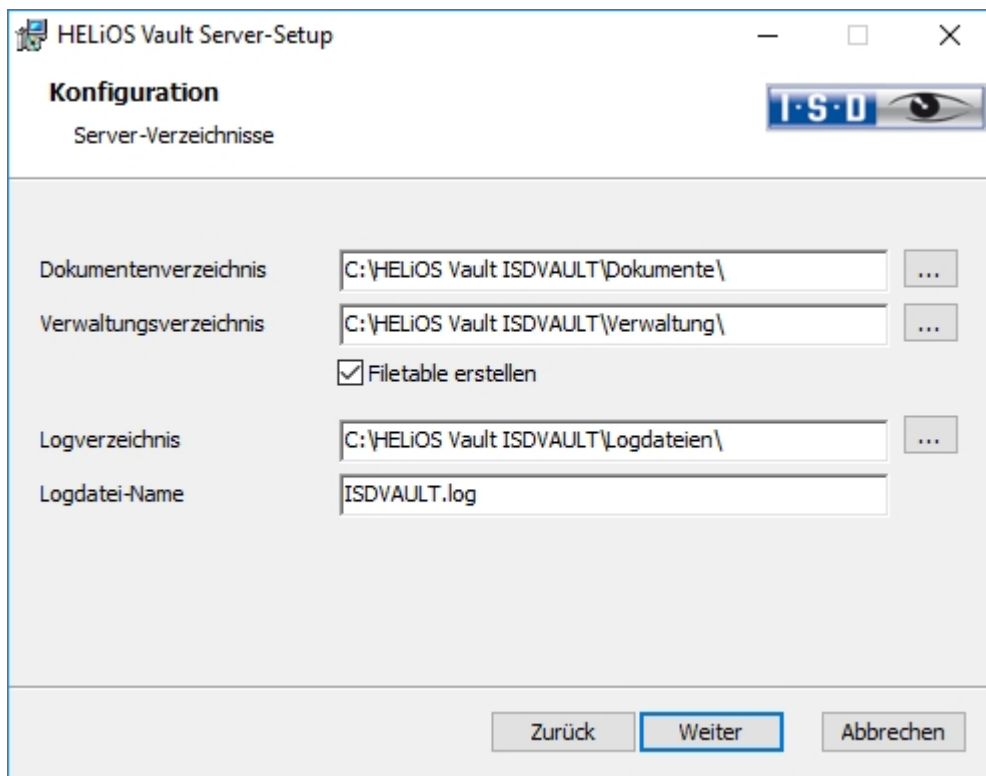 HELiOS Vault Server-Setup
Konfiguration
Server-Verzeichnisse
I·S·D
Dokumentenverzeichnis C:\HELiOS Vault ISDVAULT\Dokumente\ ...
Verwaltungsverzeichnis C:\HELiOS Vault ISDVAULT\Verwaltung\ ...
Filetable erstellen
Logverzeichnis C:\HELiOS Vault ISDVAULT\Logdateien\ ...
Logdatei-Name ISDVAULT.log
Zurück Weiter Abbrechen